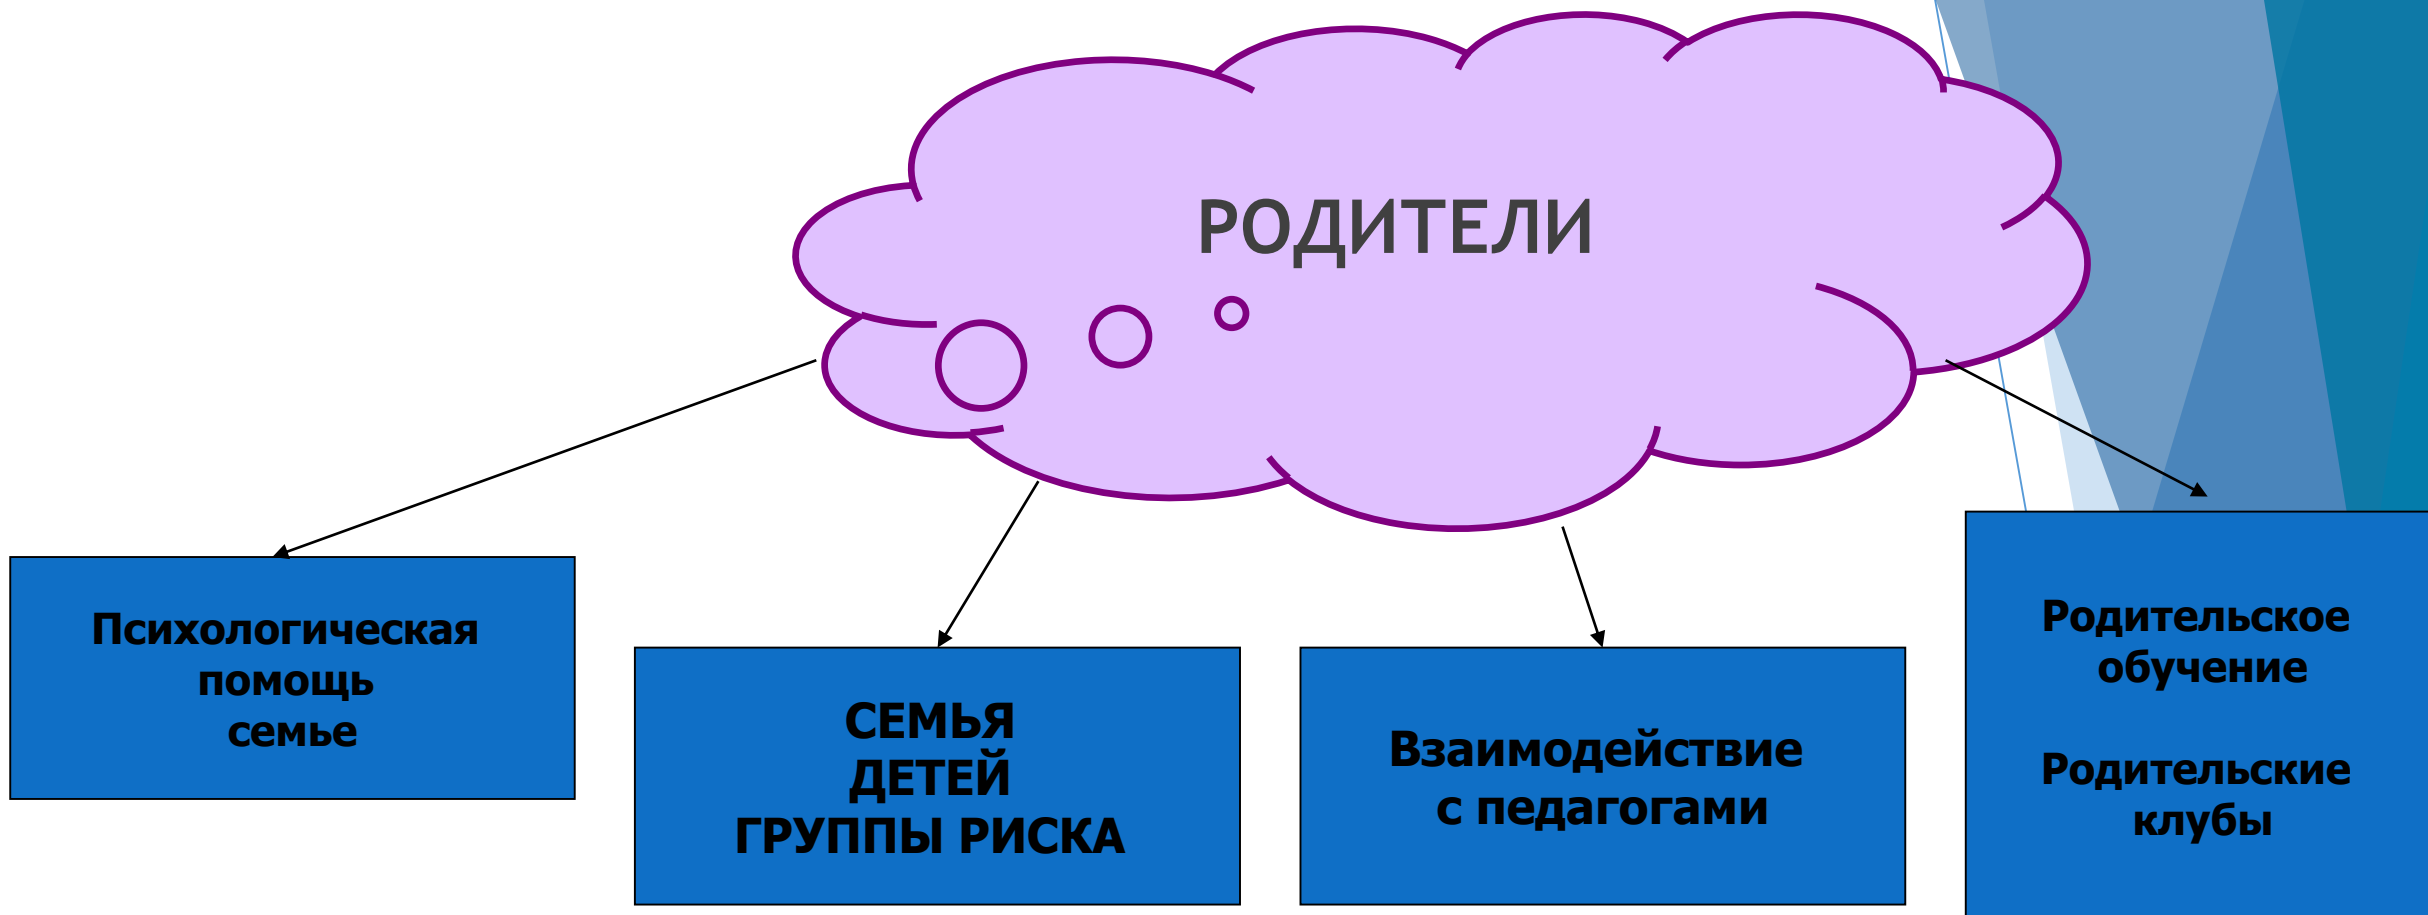 РОДИТЕЛИ
Психологическая
помощь
семье
СЕМЬЯ
ДЕТЕЙ
ГРУППЫ РИСКА
Взаимодействие
с педагогами
Родительское
обучение
Родительские
клубы